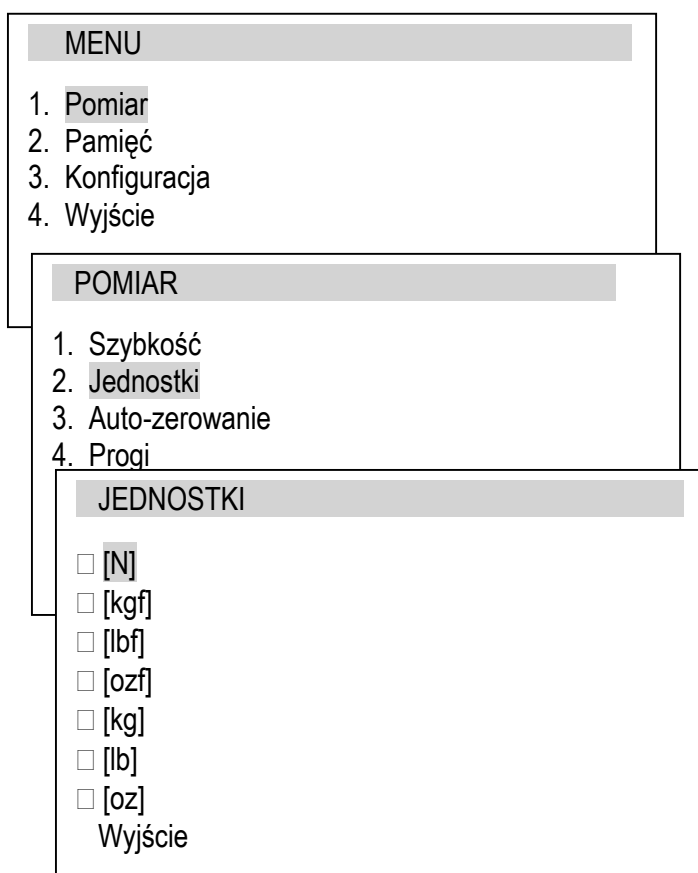 MENU
1. Pomiar
2. Pamięć
3. Konfiguracja
4. Wyjście
POMIAR
1. Szybkość
2. Jednostki
3. Auto-zerowanie
4. Progi
JEDNOSTKI
□ [N]
□ [kgf]
□ [lbf]
□ [ozf]
□ [kg]
□ [lb]
□ [oz]
Wyjście